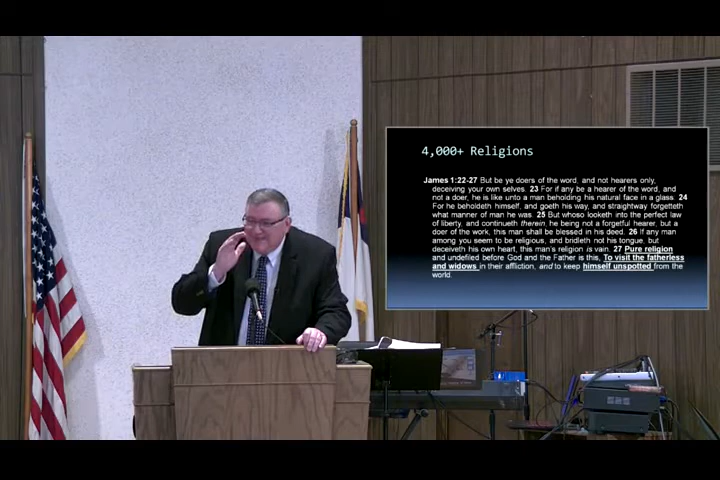 4,000+ Religions
James 1:22-27 But be ye doers of the word, and not hearers only,
deceiving your own selves. 23 For if any be a hearer of the word, and
not a doer, he is like unto a man beholding his natural face in a glass. 24
For he beholdeth himself, and goeth his way, and straightway forgetteth
what manner of man he was. 25 But whoso looketh into the perfect law
of liberty, and continueth therein, he being not a forgetful hearer, but a
doer of the work, this man shall be blessed in his deed. 26 If any man
among you seem to be religious, and bridleth not his tongue, but
deceiveth his own heart, this man's religion is vain. 27 Pure religion
and undefiled before God and the Father is this, To visit the fatherless
and widows in their affliction, and to keep himself unspotted from the
world.